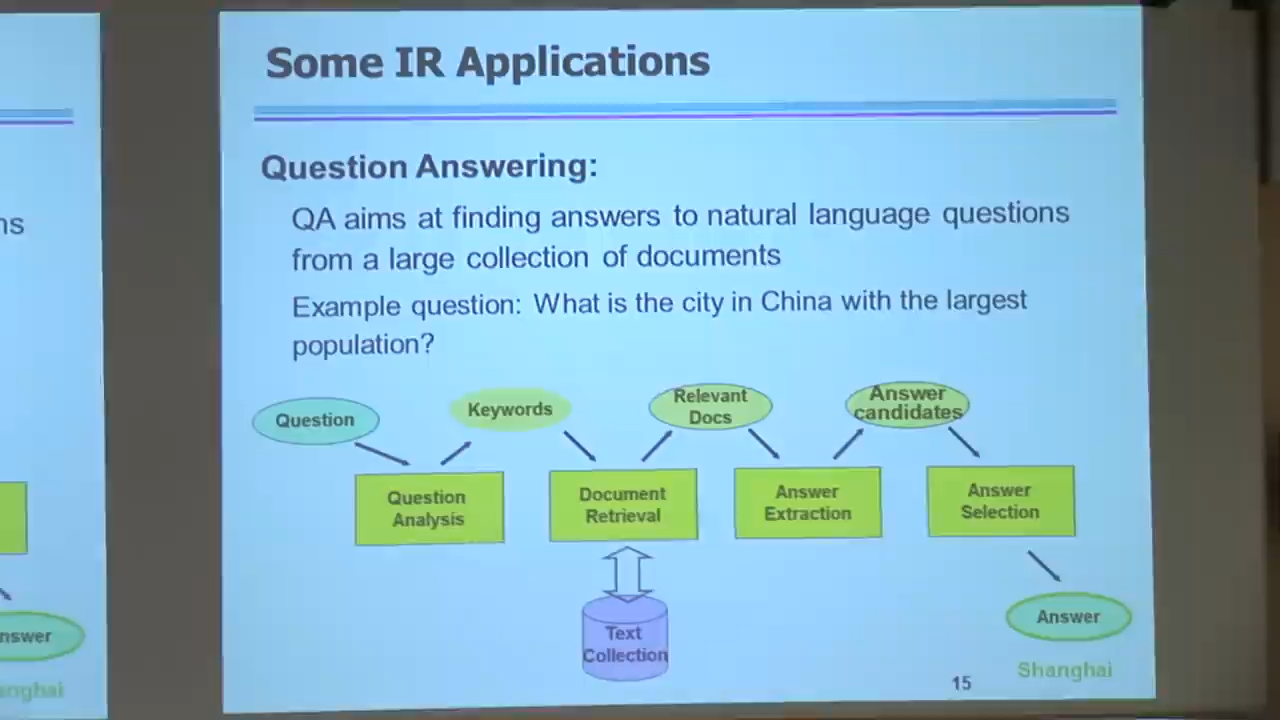 Some IR Applications
Question Answering:
QA aims at finding answers to natural language questions
from a large collection of documents
Example question: What is the city in China with the largest
population?
Question
Keywords
Relevant
Docs
Answer
candidates
Question
Analysis
Document
Retrieval
Answer
Extraction
Answer
Selection
Text
Collection
Answer
Shanghai
15
ns
nswer
anghai